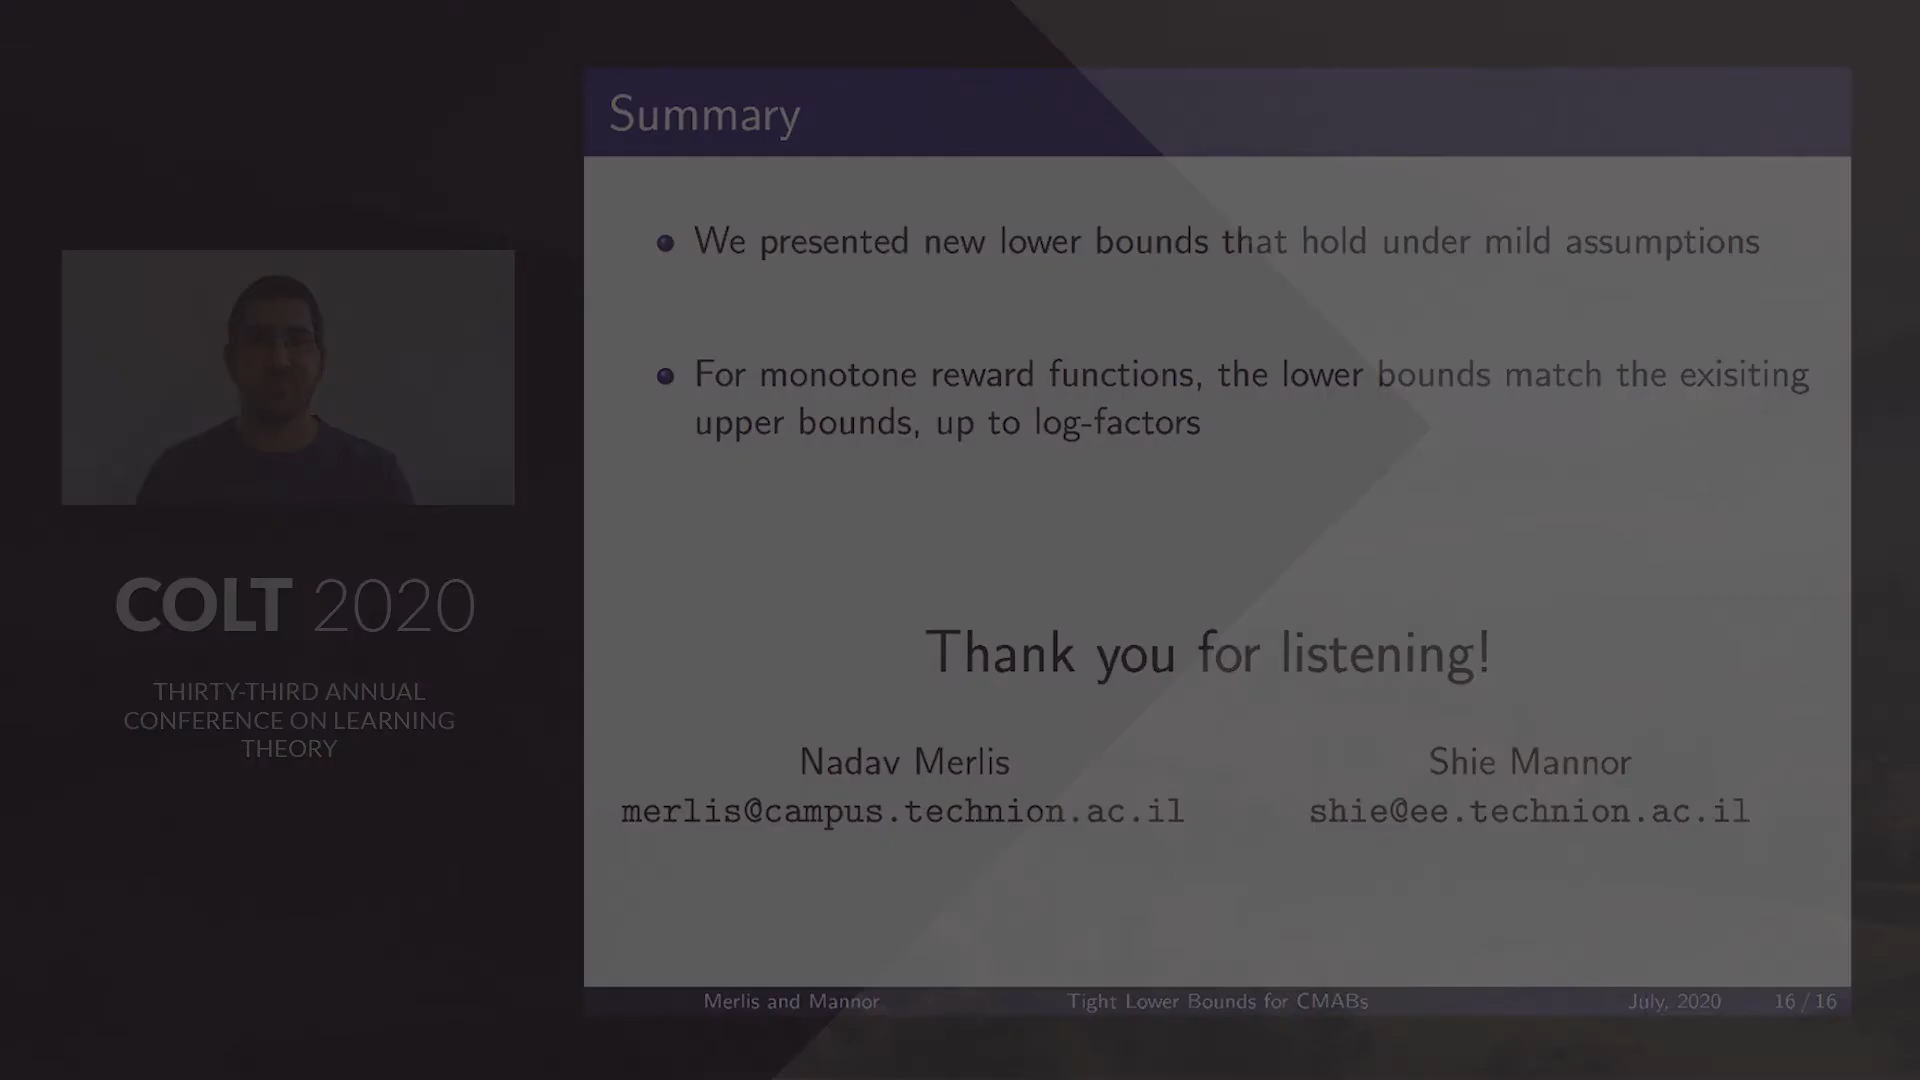 Summary
We presented new lower bounds that hold under mild assumptions
For monotone reward functions, the lower bounds match the exisiting
upper bounds, up to log-factors
COLT 2020
THIRTY-THIRD ANNUAL
CONFERENCE ON LEARNING
THEORY
Thank you for listening!
Nadav Merlis
merlis@campus.technion.ac.il
Shie Mannor
shie@ee.technion.ac.il
Merlis and Mannor
Tight Lower Bounds for CMABs
July, 2020
16 / 16